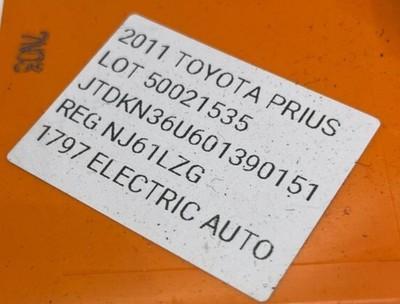 2011 TOYOTA PRIUS
LOT 50021535
JTDKN36U601390151
REG NJ61LZG
1797 ELECTRIC AUTO